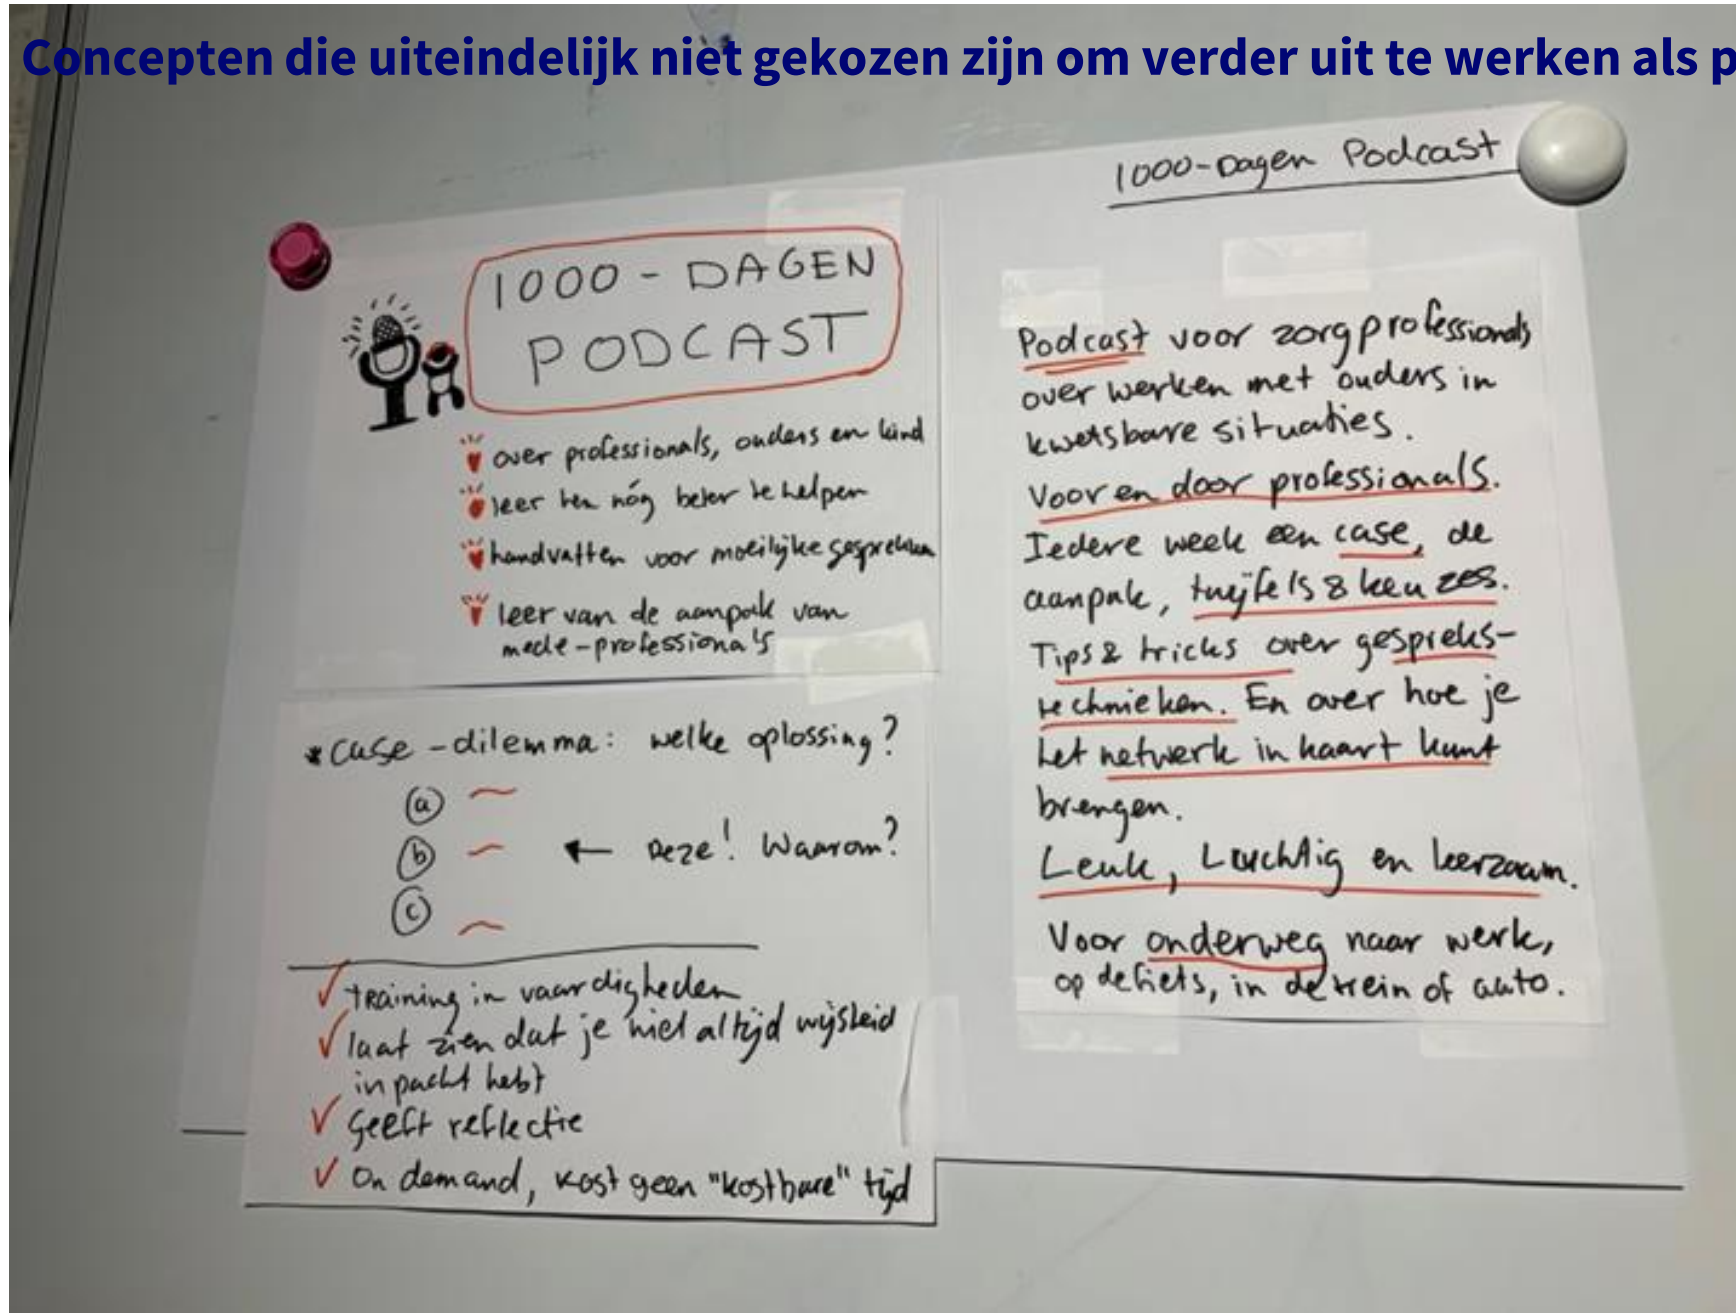 Concepten die uiteindelijk niet gekozen zijn om verder uit te werken als p
1000-Dagen Podcast
1000 - DAGEN
PODCAST
over professionals, ouders en kind
leer hen nóg beter te helpen
handvatten voor moeilijke gesprekken
leer van de aanpak van
mede-professionals
* case - dilemma: welke oplossing?
a
b ← Deze! Waarom?
c
✓ training in vaardigheden
✓ laat zien dat je niet altijd wijsheid
in pacht hebt
✓ Geeft reflectie
✓ On demand, kost geen "kostbare" tijd
Podcast voor zorgprofessionals
over werken met ouders in
kwetsbare situaties.
Voor en door professionals.
Iedere week een case, de
aanpak, twijfels & keuzes.
Tips & tricks over gespreks-
technieken. En over hoe je
het netwerk in kaart kunt
brengen.
Leuk, Luchtig en leerzaam.
Voor onderweg naar werk,
op de fiets, in de trein of auto.